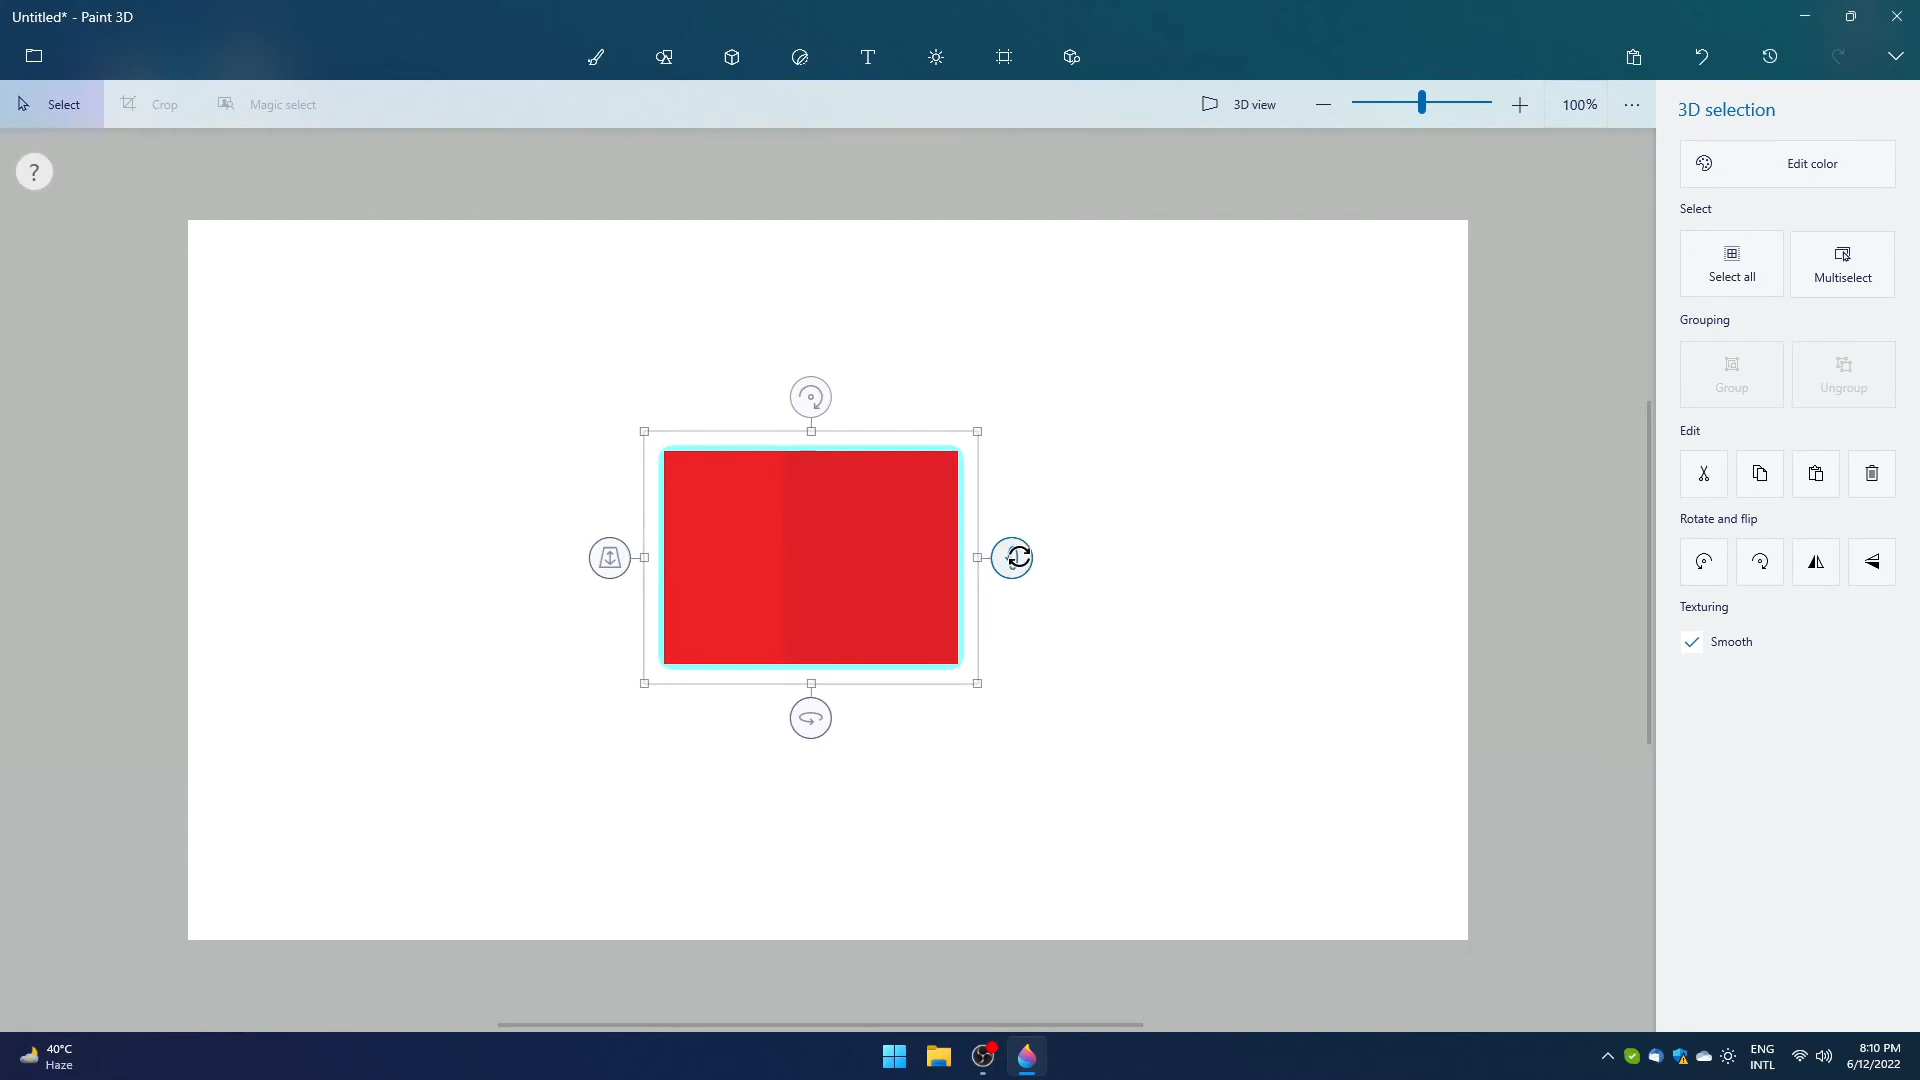 Untitled* - Paint 3D
Select
Crop
Magic select
3D view
100%
3D selection
Edit color
Select
Select all
Multiselect
Grouping
Group
Ungroup
Edit
Rotate and flip
Texturing
Smooth
?
40°C
Haze
ENG
INTL
8:10 PM
6/12/2022